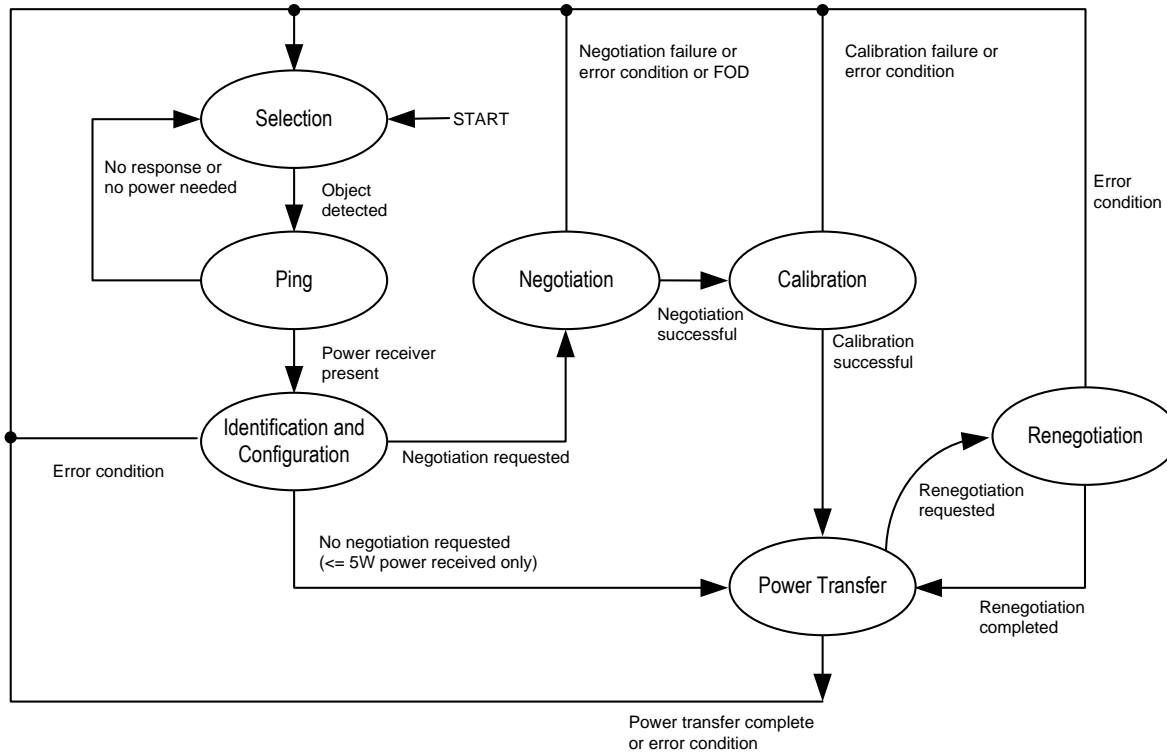 Negotiation failure or
error condition or FOD
Calibration failure or
error condition
Selection
START
No response or
no power needed
Object
detected
Error
condition
Ping
Negotiation
Calibration
Negotiation
successful
Power receiver
present
Calibration
successful
Identification and
Configuration
Renegotiation
Error condition
Negotiation requested
Renegotiation
requested
No negotiation requested
(<= 5W power received only)
Power Transfer
Renegotiation
completed
Power transfer complete
or error condition